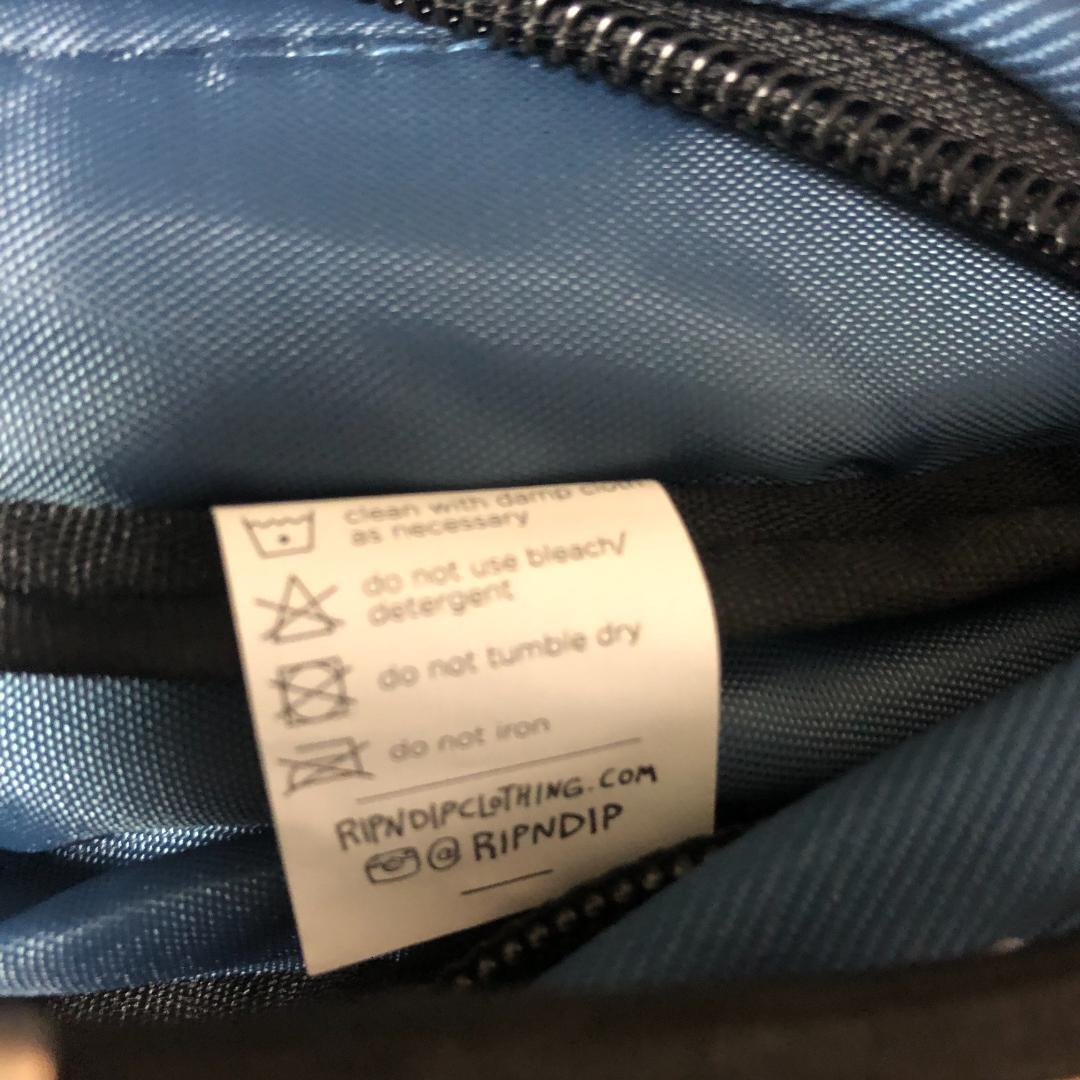 clean with damp cloth
as necessary
do not use bleach/
detergent
do not tumble dry
do not iron
RIPNDIPCLOTHING.COM
@RIPNDIP